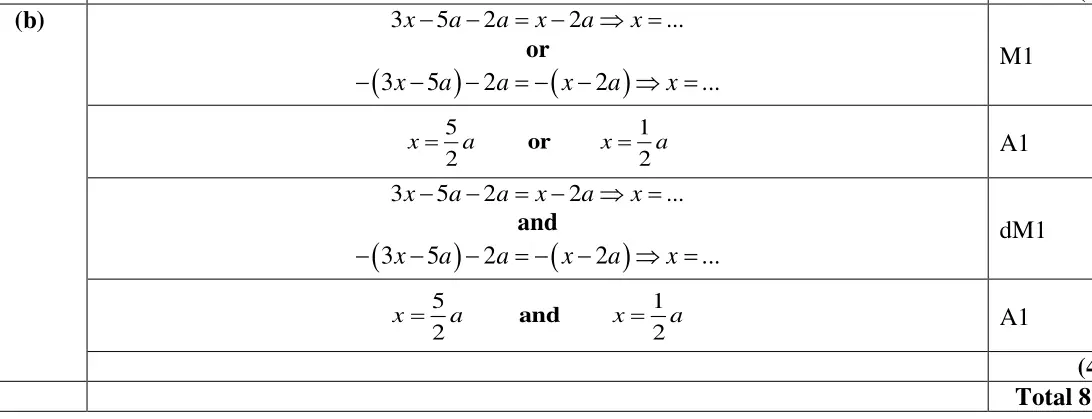 (b)
3x − 5a − 2a = x − 2a ⇒ x = ...
or
−(3x − 5a) − 2a = −(x − 2a) ⇒ x = ...
M1
x = 5/2 a or x = 1/2 a
A1
3x − 5a − 2a = x − 2a ⇒ x = ...
and
−(3x − 5a) − 2a = −(x − 2a) ⇒ x = ...
dM1
x = 5/2 a and x = 1/2 a
A1
(4
Total 8